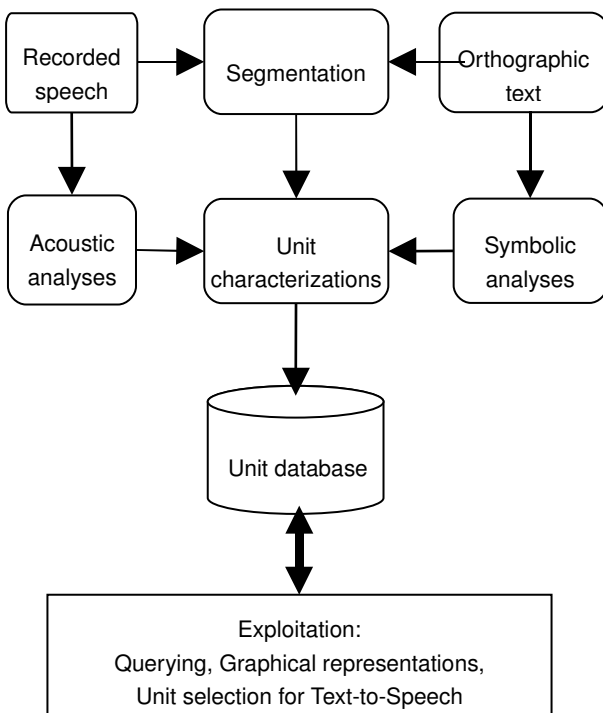 Recorded
speech
Segmentation
Orthographic
text
Acoustic
analyses
Unit
characterizations
Symbolic
analyses
Unit database
Exploitation:
Querying, Graphical representations,
Unit selection for Text-to-Speech